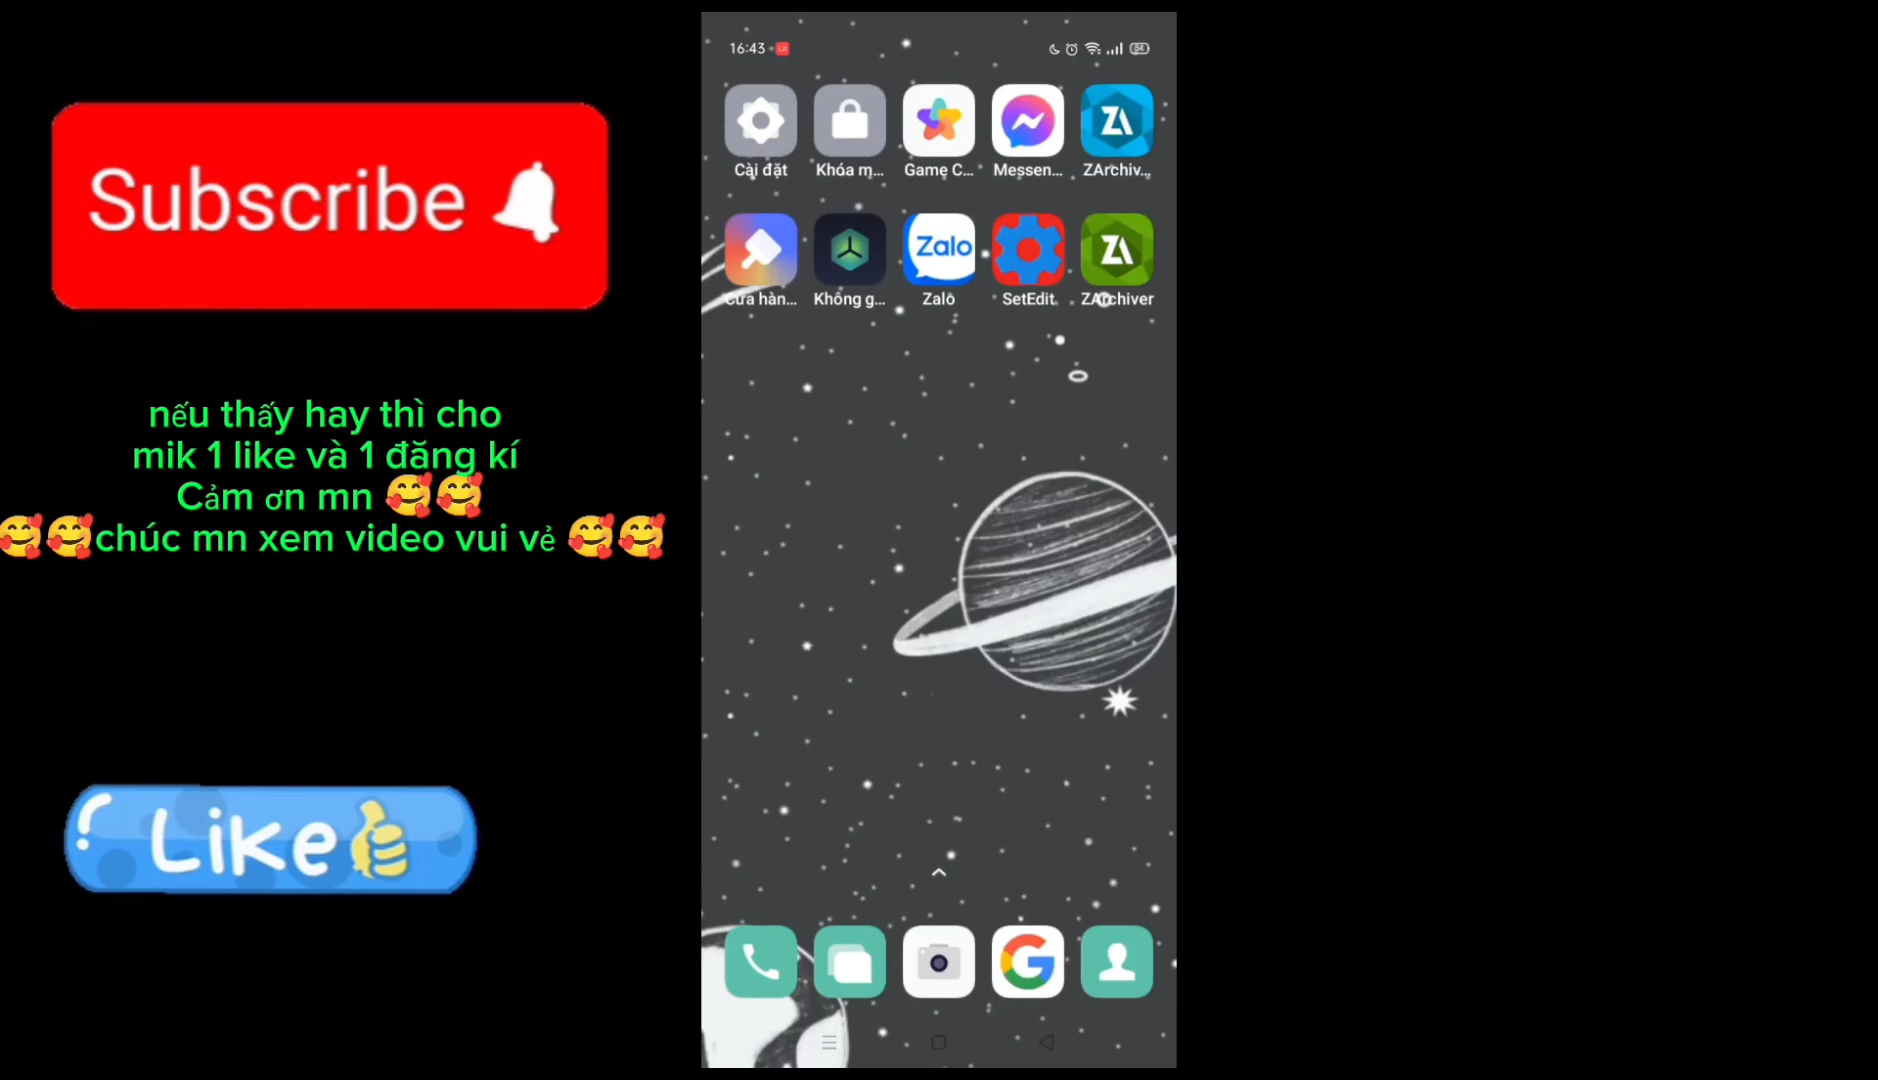 Subscribe
nếu thấy hay thì cho
mik 1 like và 1 đăng kí
Cảm ơn mn 🥰🥰
🥰🥰chúc mn xem video vui vẻ 🥰🥰
Like
16:43
84
Cài đặt
Khóa m...
Game C...
Messen...
ZArchiv...
Cửa hàn...
Không g...
Zalo
Zalo
SetEdit
ZArchiver